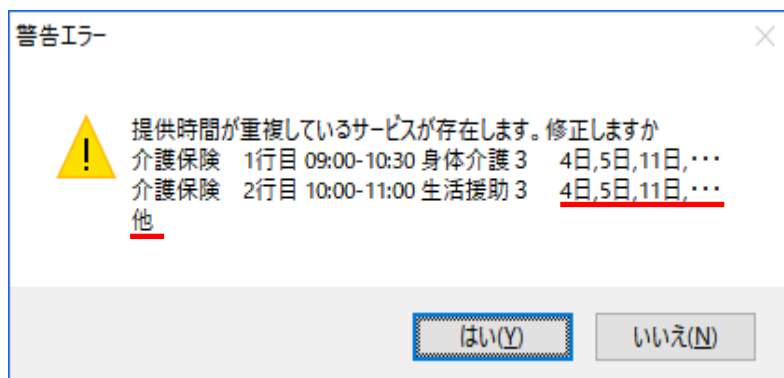 警告エラー
提供時間が重複しているサービスが存在します。修正しますか
介護保険 1行目 09:00-10:30 身体介護３ 4日,5日,11日,･･･
介護保険 2行目 10:00-11:00 生活援助３ 4日,5日,11日,･･･
他
はい(Y) いいえ(N)